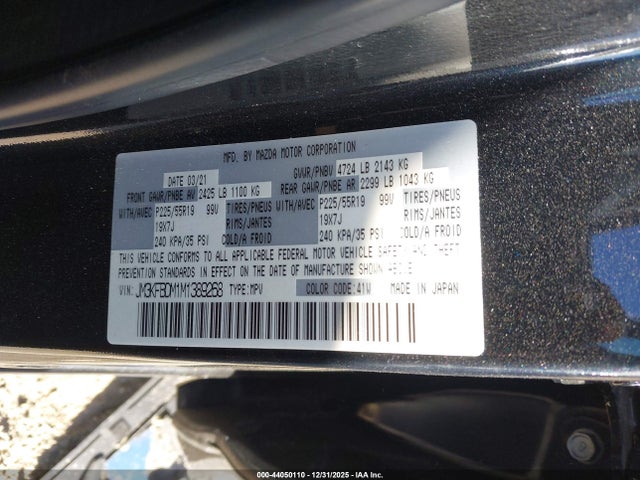 MFD. BY MAZDA MOTOR CORPORATION
DATE 03/21 GVWR/PNBV 4724 LB 2143 KG
FRONT GAWR/PNBE AV 2425 LB 1100 KG REAR GAWR/PNBE AR 2299 LB 1043 KG
WITH/AVEC P225/55R19 99V TIRES/PNEUS WITH/AVEC P225/55R19 99V TIRES/PNEUS
19X7J RIMS/JANTES 19X7J RIMS/JANTES
240 KPA/35 PSI COLD/A FROID 240 KPA/35 PSI COLD/A FROID
THIS VEHICLE CONFORMS TO ALL APPLICABLE FEDERAL MOTOR VEHICLE SAFETY AND THEFT
PREVENTION STANDARDS IN EFFECT ON THE DATE OF MANUFACTURE SHOWN ABOVE.
VIN: JM3KFBDM1M1389268 TYPE: MPV COLOR CODE: 41W MADE IN JAPAN
000-44050110 - 12/31/2025 - IAA Inc.